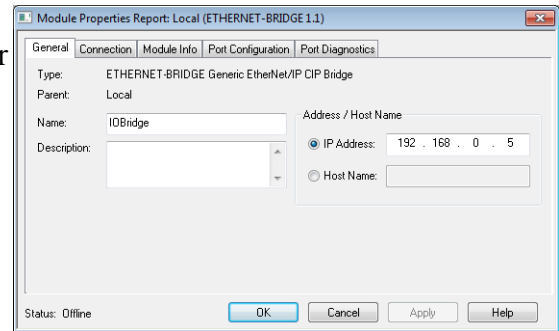 Module Properties Report: Local (ETHERNET-BRIDGE 1.1)
General Connection Module Info Port Configuration Port Diagnostics
r
Type: ETHERNET-BRIDGE Generic EtherNet/IP CIP Bridge
Parent: Local
Name: IOBridge
Address / Host Name
Description:
IP Address: 192 . 168 . 0 . 5
Host Name:
Status: Offline
OK Cancel Apply Help